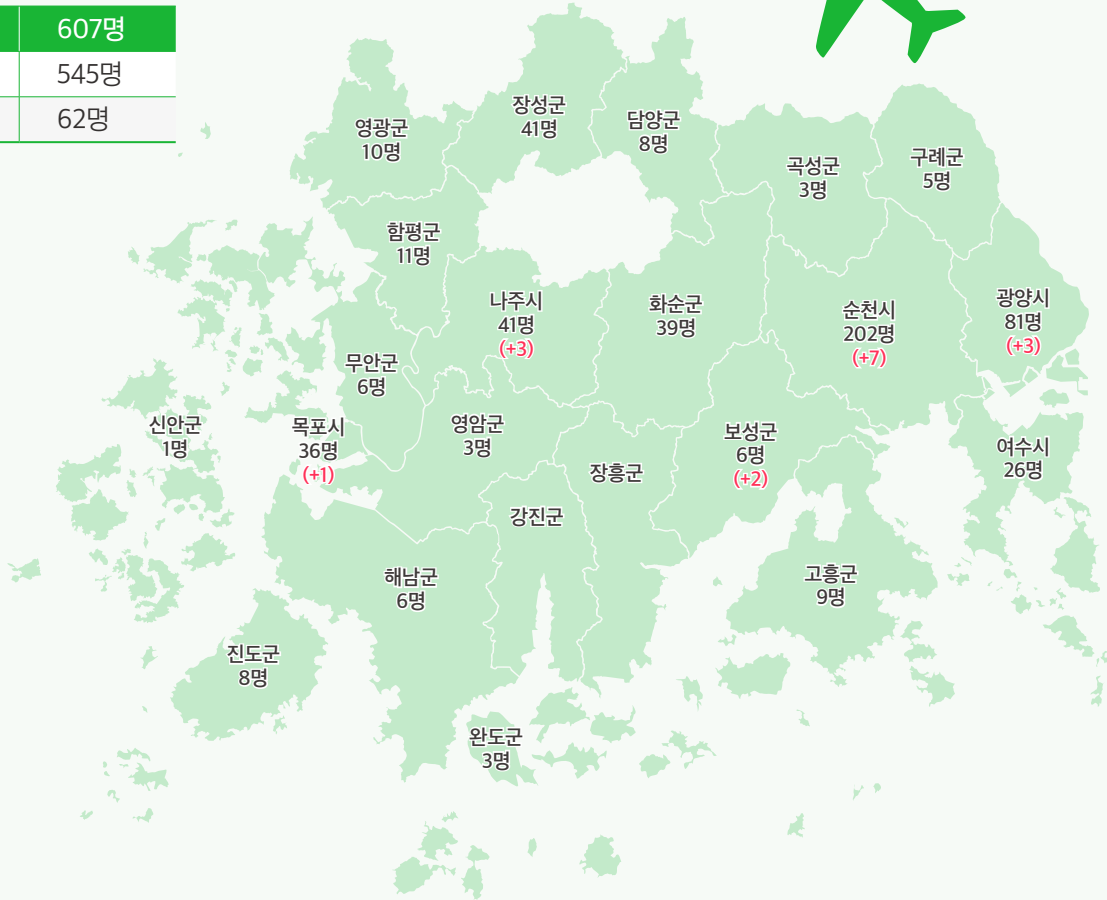 607명
545명
62명
장성군
41명
담양군
8명
영광군
10명
곡성군
3명
구례군
5명
함평군
11명
나주시
41명
(+3)
화순군
39명
순천시
202명
(+7)
광양시
81명
(+3)
무안군
6명
신안군
1명
목포시
36명
(+1)
영암군
3명
장흥군
보성군
6명
(+2)
여수시
26명
강진군
해남군
6명
고흥군
9명
진도군
8명
완도군
3명